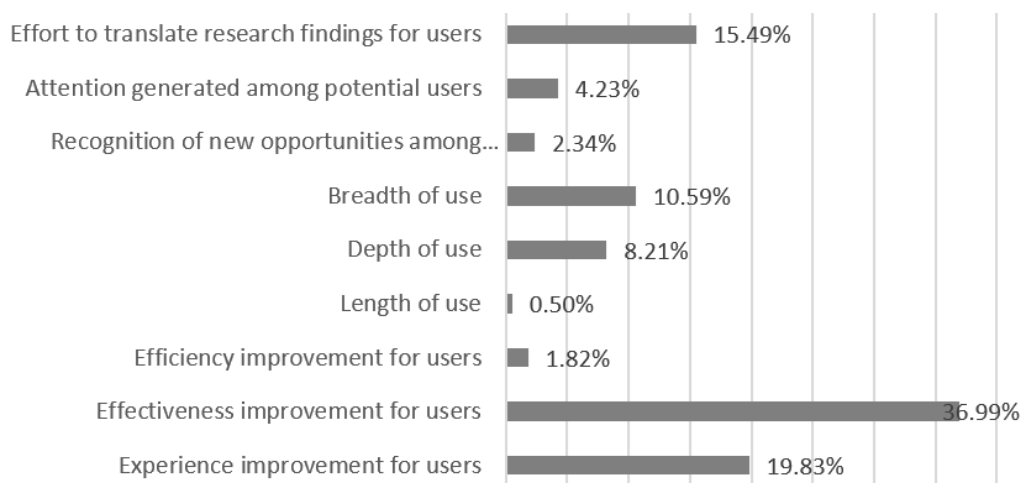 Effort to translate research findings for users 15.49%
Attention generated among potential users 4.23%
Recognition of new opportunities among... 2.34%
Breadth of use 10.59%
Depth of use 8.21%
Length of use 0.50%
Efficiency improvement for users 1.82%
Effectiveness improvement for users 36.99%
Experience improvement for users 19.83%